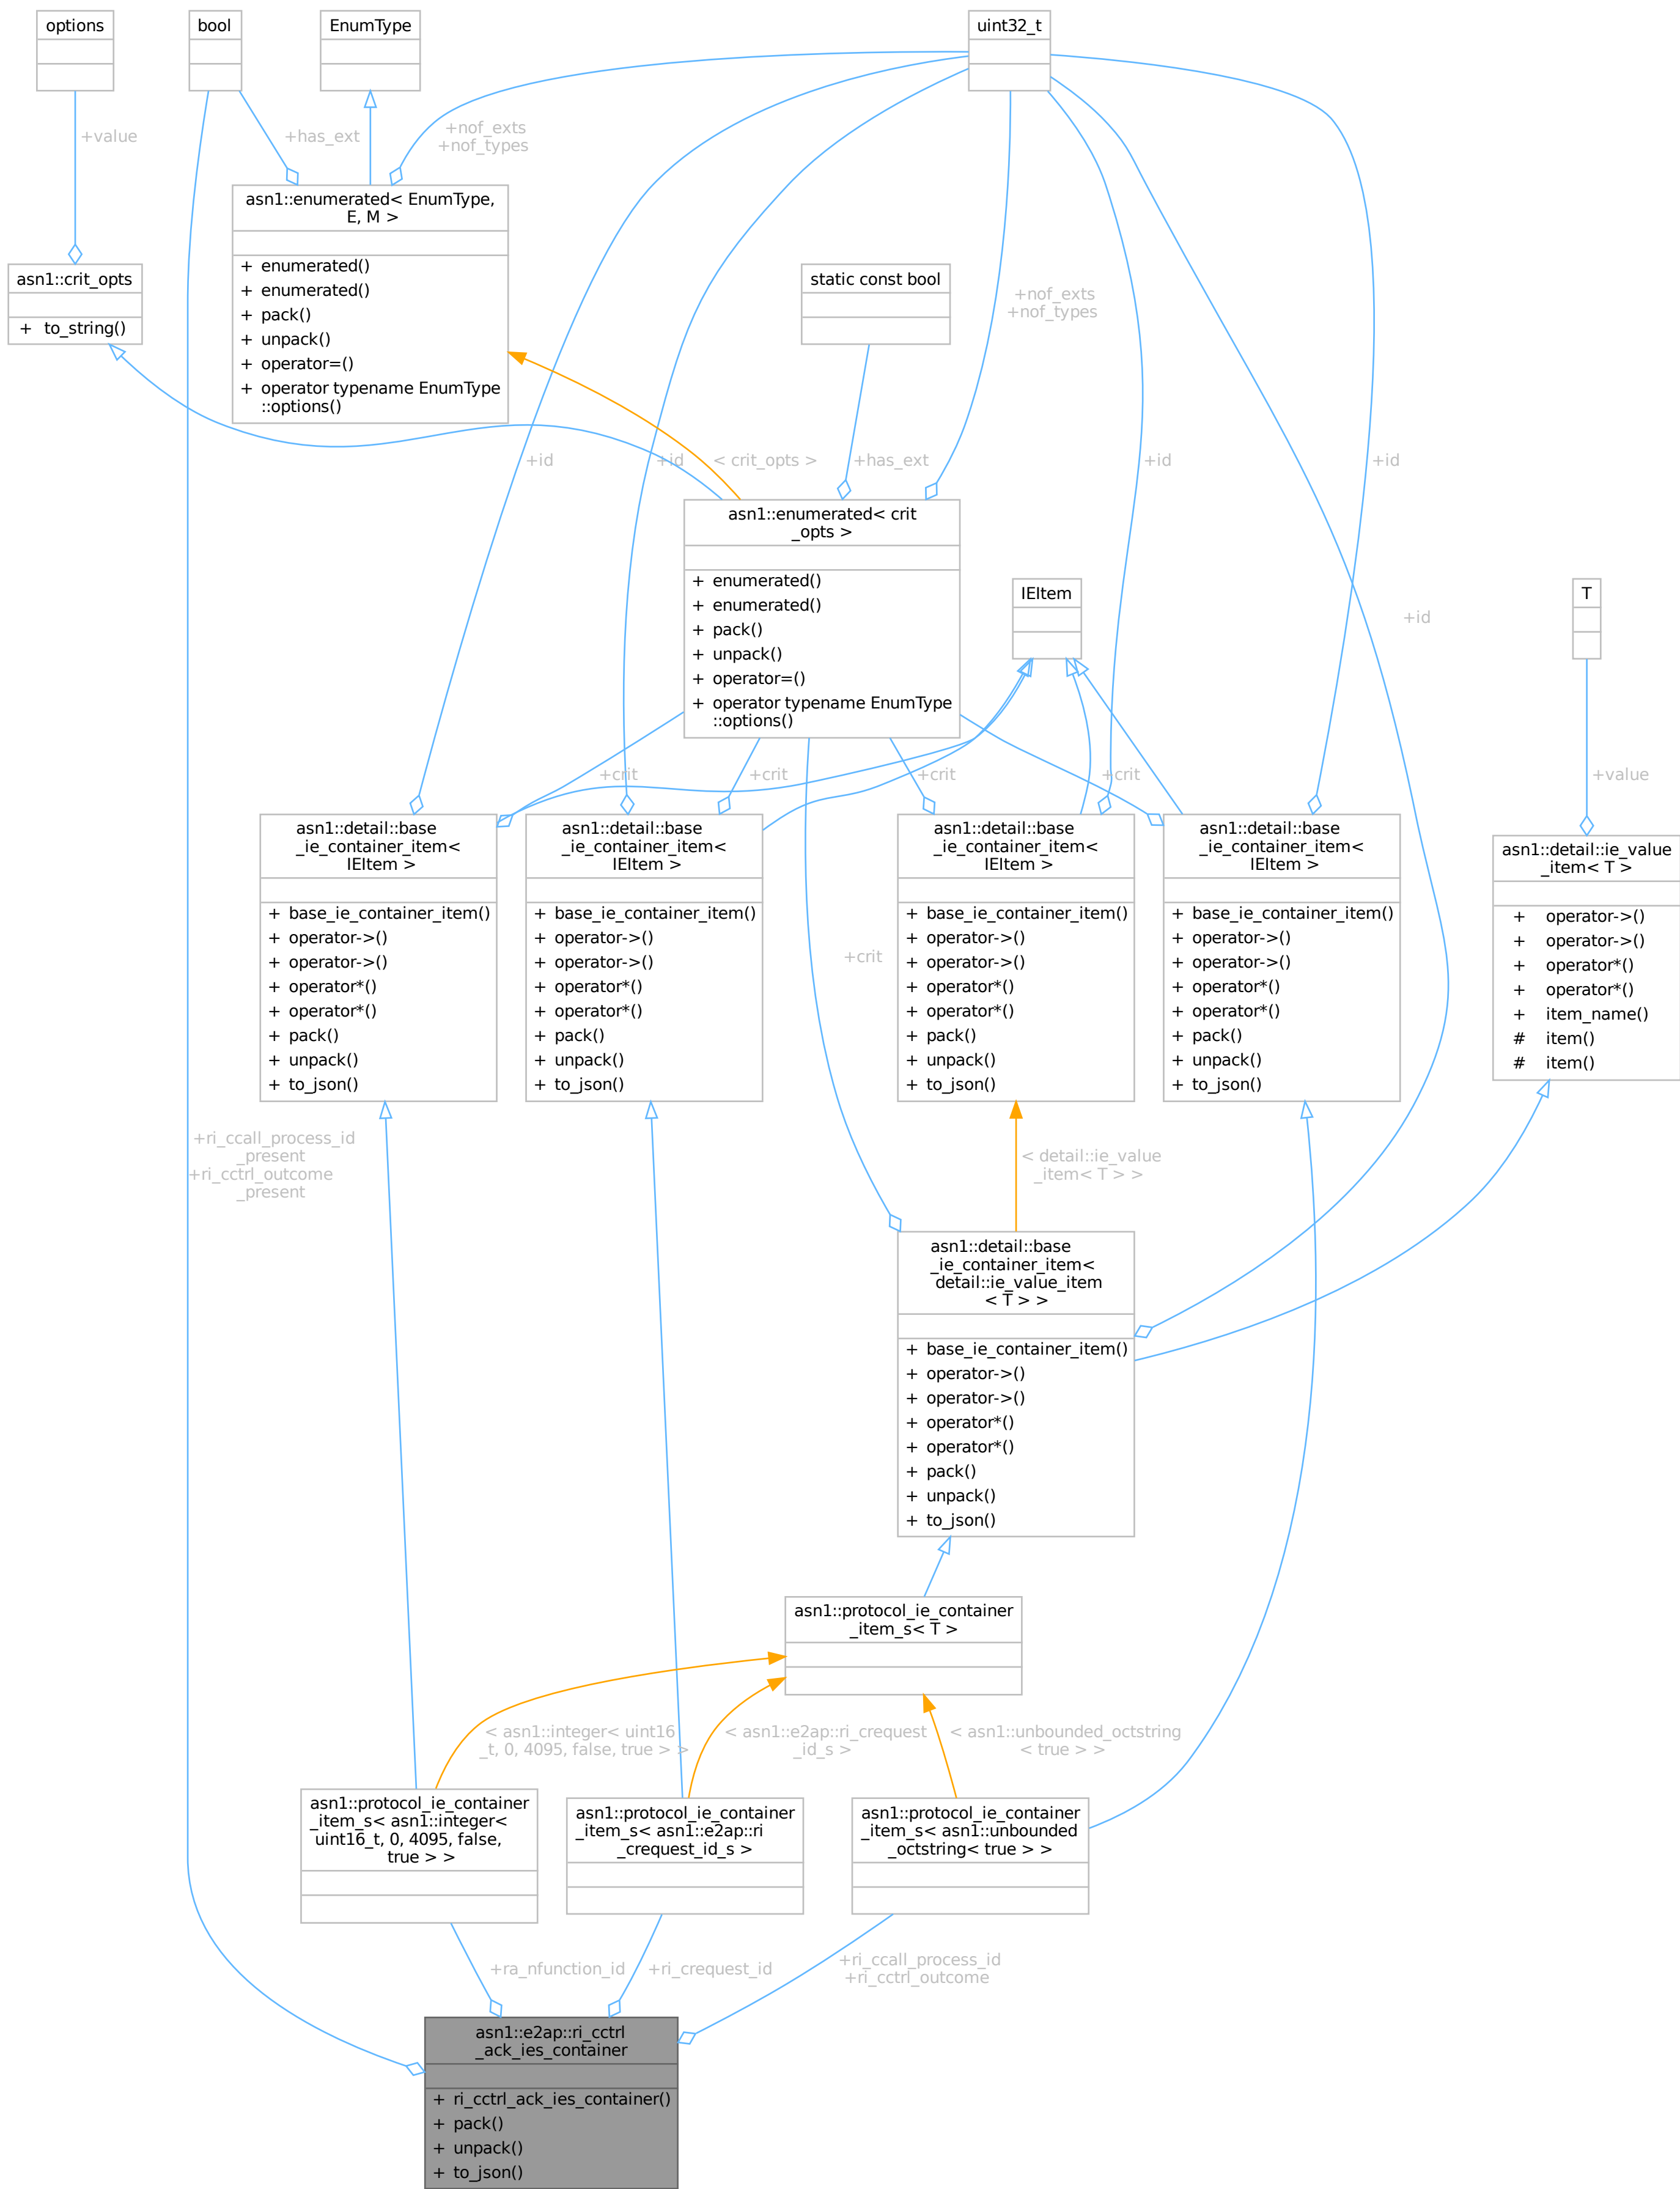 options
bool
EnumType
uint32_t
+value
+has_ext
+nof_exts
+nof_types
asn1::enumerated< EnumType,
E, M >
+ enumerated()
+ enumerated()
+ pack()
+ unpack()
+ operator=()
+ operator typename EnumType
::options()
asn1::crit_opts
+ to_string()
static const bool
+nof_exts
+nof_types
+id
+id
< crit_opts >
+has_ext
+id
+id
asn1::enumerated< crit
_opts >
+ enumerated()
+ enumerated()
+ pack()
+ unpack()
+ operator=()
+ operator typename EnumType
::options()
IEItem
T
+id
+crit
+crit
+crit
+crit
+value
asn1::detail::base
_ie_container_item<
IEItem >
+ base_ie_container_item()
+ operator->()
+ operator->()
+ operator*()
+ operator*()
+ pack()
+ unpack()
+ to_json()
asn1::detail::base
_ie_container_item<
IEItem >
+ base_ie_container_item()
+ operator->()
+ operator->()
+ operator*()
+ operator*()
+ pack()
+ unpack()
+ to_json()
asn1::detail::base
_ie_container_item<
IEItem >
+ base_ie_container_item()
+ operator->()
+ operator->()
+ operator*()
+ operator*()
+ pack()
+ unpack()
+ to_json()
asn1::detail::base
_ie_container_item<
IEItem >
+ base_ie_container_item()
+ operator->()
+ operator->()
+ operator*()
+ operator*()
+ pack()
+ unpack()
+ to_json()
asn1::detail::ie_value
_item< T >
+ operator->()
+ operator->()
+ operator*()
+ operator*()
+ item_name()
# item()
# item()
+crit
+ri_ccall_process_id
_present
+ri_cctrl_outcome
_present
< detail::ie_value
_item< T > >
asn1::detail::base
_ie_container_item<
detail::ie_value_item
< T > >
+ base_ie_container_item()
+ operator->()
+ operator->()
+ operator*()
+ operator*()
+ pack()
+ unpack()
+ to_json()
asn1::protocol_ie_container
_item_s< T >
< asn1::integer< uint16
_t, 0, 4095, false, true > >
< asn1::e2ap::ri_crequest
_id_s >
< asn1::unbounded_octstring
< true > >
asn1::protocol_ie_container
_item_s< asn1::integer<
uint16_t, 0, 4095, false,
true > >
asn1::protocol_ie_container
_item_s< asn1::e2ap::ri
_crequest_id_s >
asn1::protocol_ie_container
_item_s< asn1::unbounded
_octstring< true > >
+ra_nfunction_id
+ri_crequest_id
+ri_ccall_process_id
+ri_cctrl_outcome
asn1::e2ap::ri_cctrl
_ack_ies_container
+ ri_cctrl_ack_ies_container()
+ pack()
+ unpack()
+ to_json()